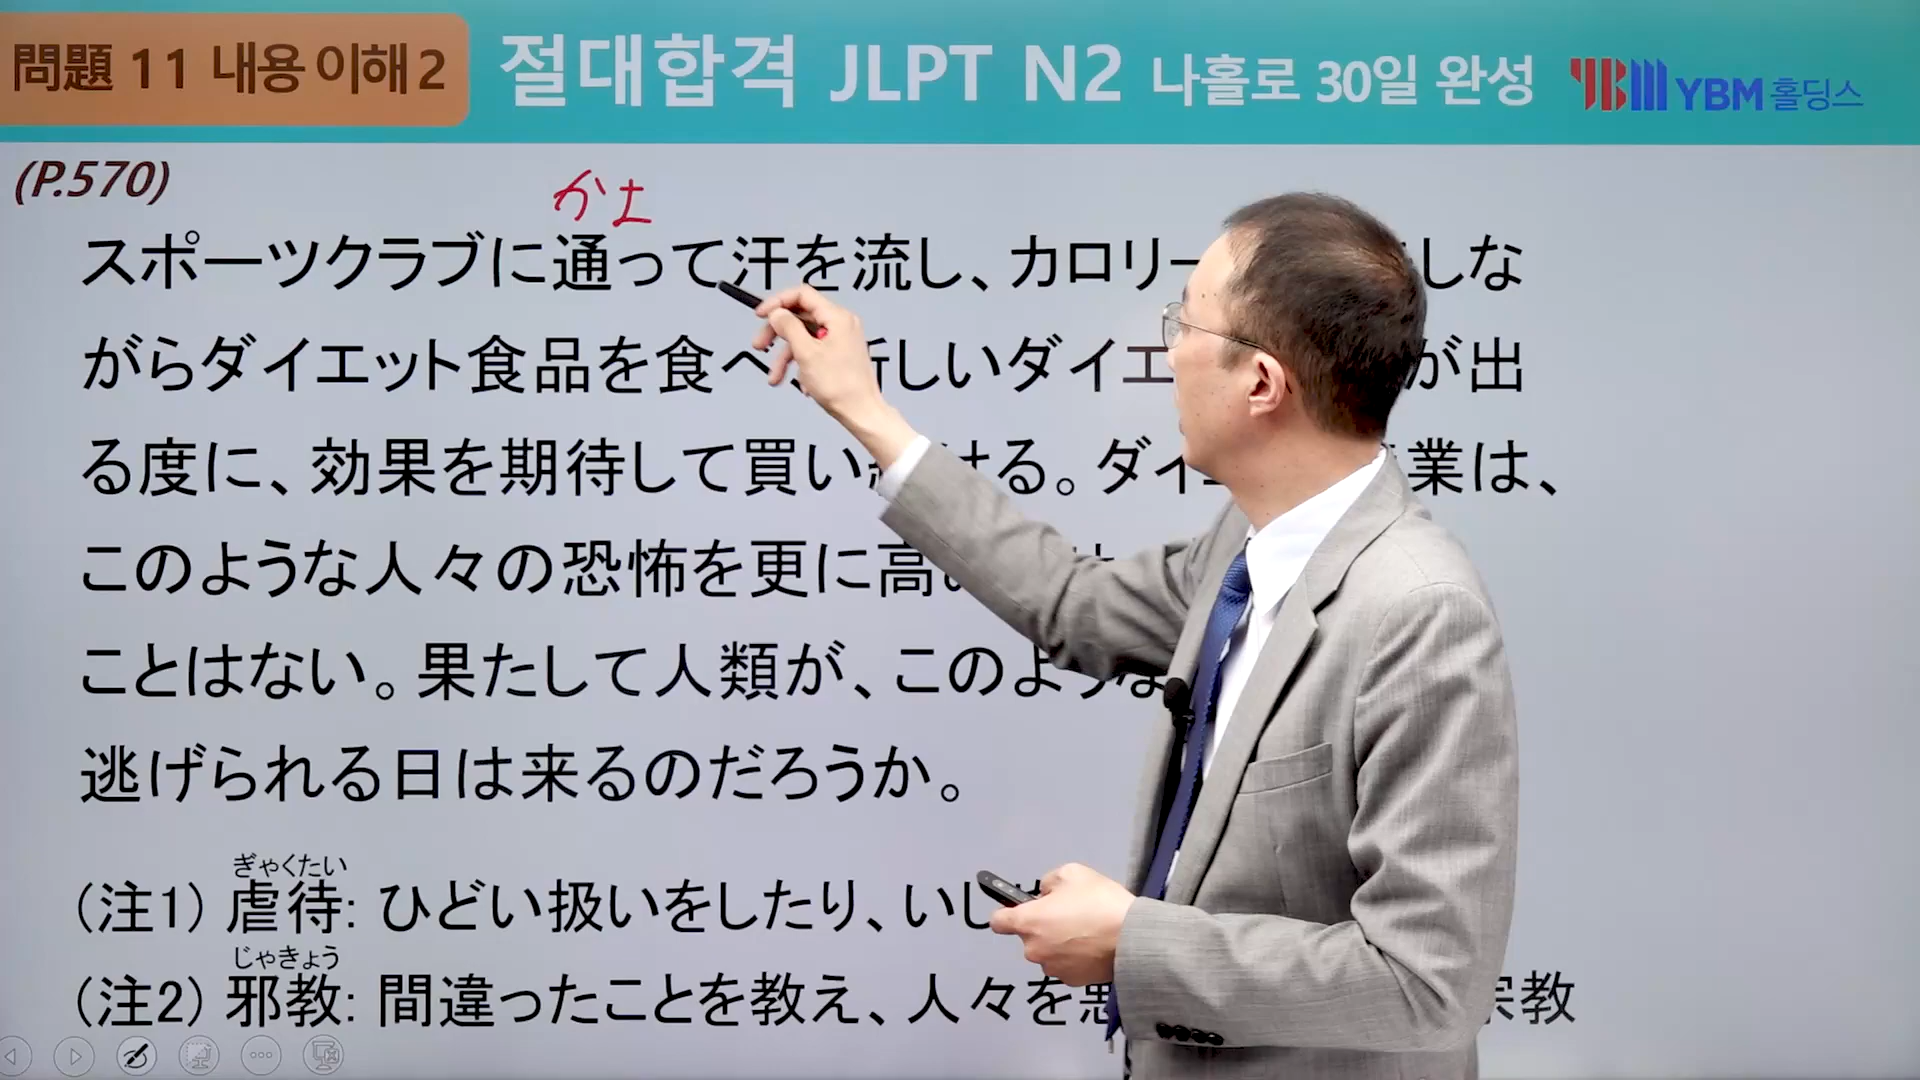 問題 11 내용 이해 2
절대합격 JLPT N2 나홀로 30일 완성
YBM 홀딩스
(P.570)
かよ
スポーツクラブに通って汗を流し、カロリー しな
がらダイエット食品を食べ、新しいダイエ が出
る度に、効果を期待して買い ける。ダイ 業は、
このような人々の恐怖を更に高
ことはない。果たして人類が、このような
逃げられる日は来るのだろうか。
ぎゃくたい
(注1) 虐待: ひどい扱いをしたり、いじ
じゃきょう
(注2) 邪教: 間違ったことを教え、人々を悪 宗教